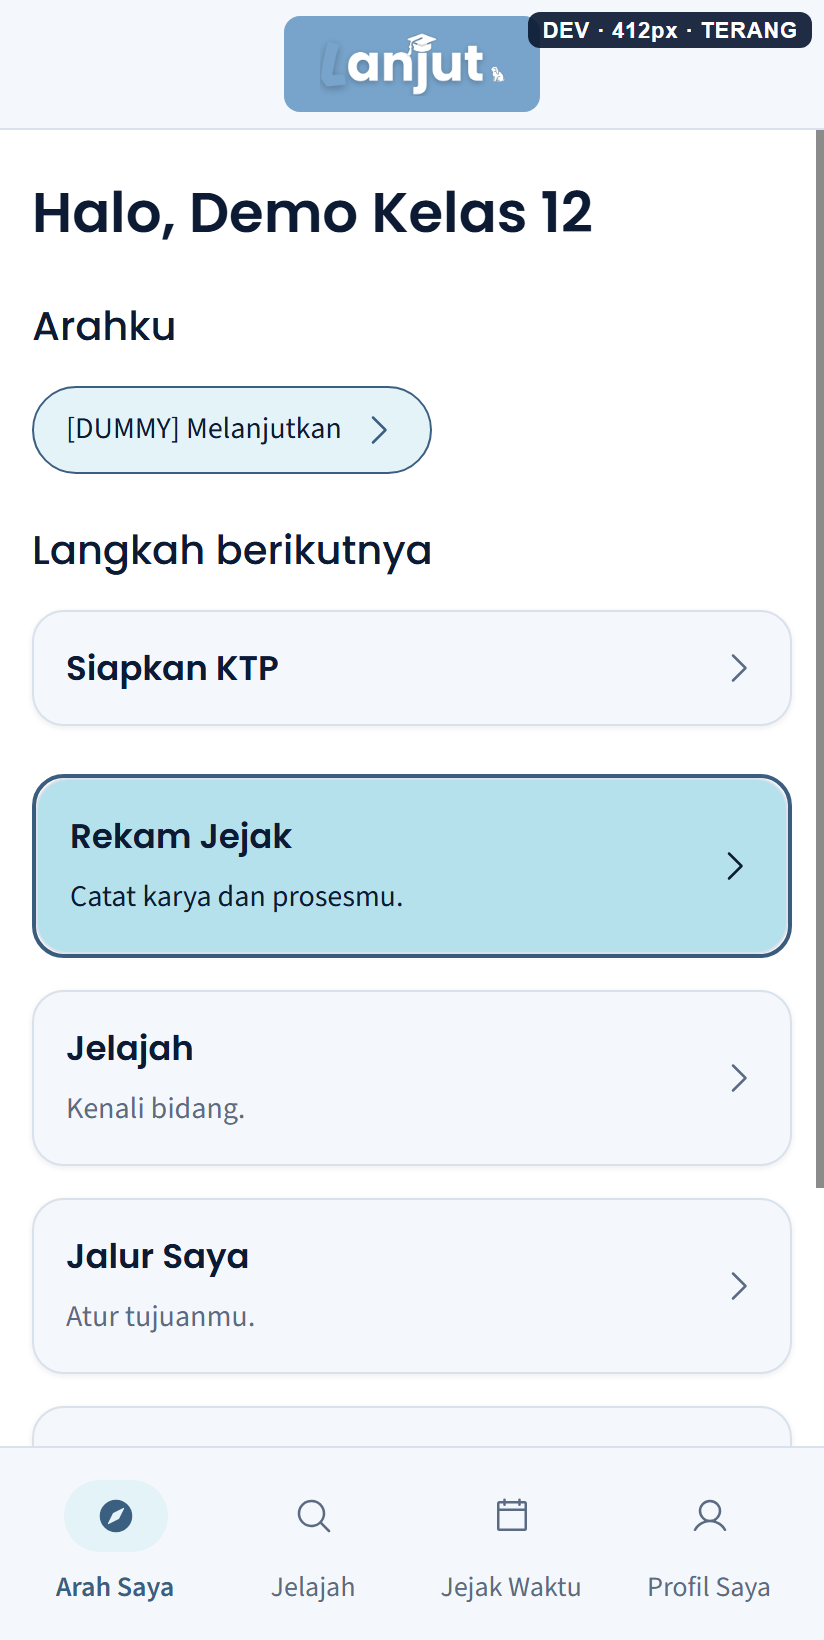 Lanjut
DEV · 412px · TERANG
Halo, Demo Kelas 12
Arahku
[DUMMY] Melanjutkan
Langkah berikutnya
Siapkan KTP
Rekam Jejak
Catat karya dan prosesmu.
Jelajah
Kenali bidang.
Jalur Saya
Atur tujuanmu.
Arah Saya
Jelajah
Jejak Waktu
Profil Saya